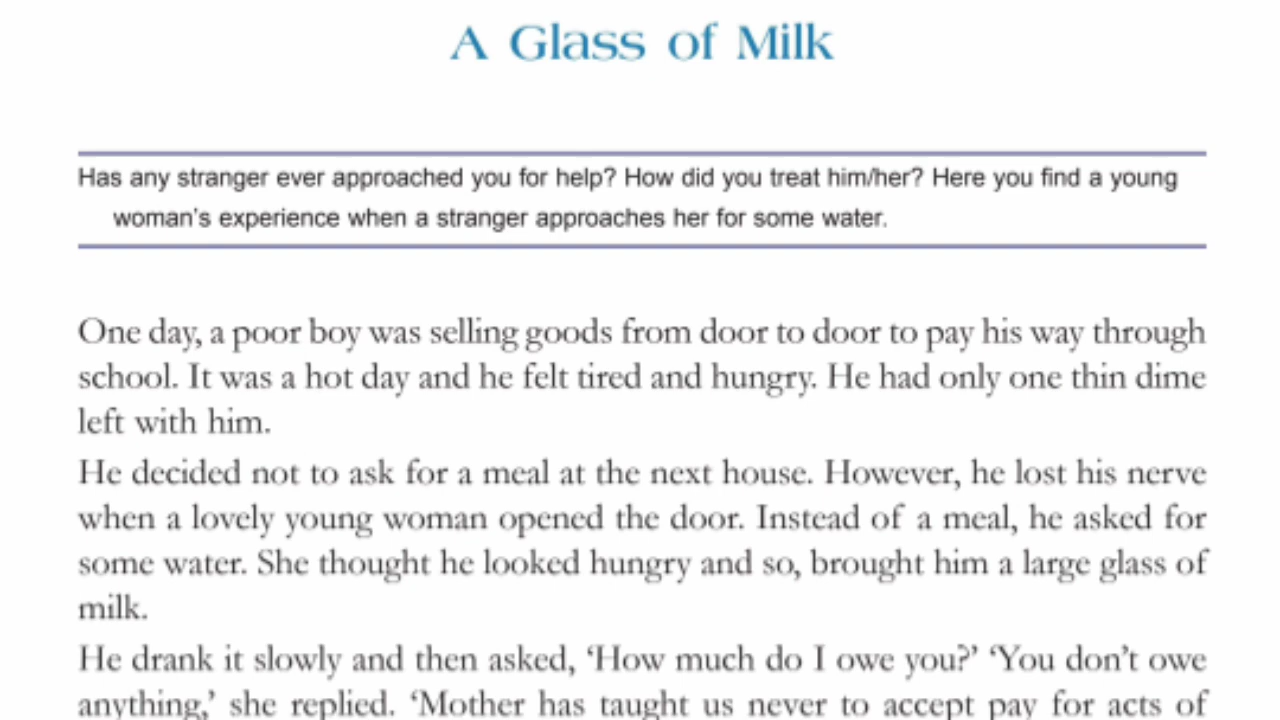 A Glass of Milk
Has any stranger ever approached you for help? How did you treat him/her? Here you find a young
woman's experience when a stranger approaches her for some water.
One day, a poor boy was selling goods from door to door to pay his way through
school. It was a hot day and he felt tired and hungry. He had only one thin dime
left with him.
He decided not to ask for a meal at the next house. However, he lost his nerve
when a lovely young woman opened the door. Instead of a meal, he asked for
some water. She thought he looked hungry and so, brought him a large glass of
milk.
He drank it slowly and then asked, ‘How much do I owe you?’ ‘You don’t owe
anything,’ she replied. ‘Mother has taught us never to accept pay for acts of